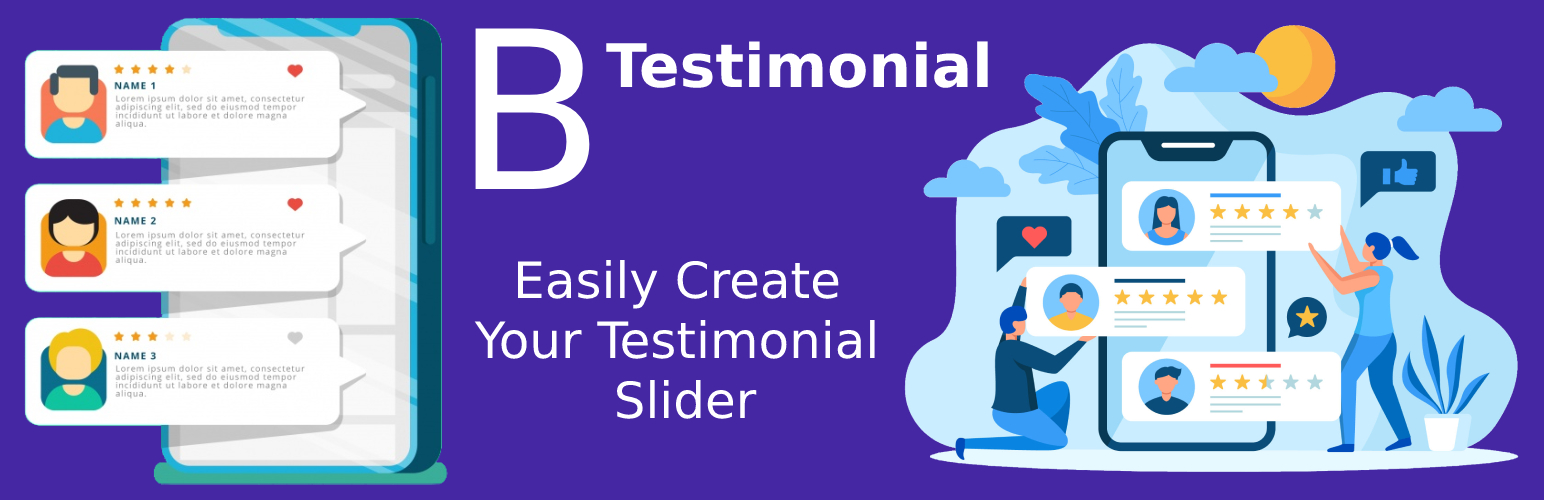 NAME 1
Lorem ipsum dolor sit amet, consectetur
adipiscing elit, sed do eiusmod tempor
incididunt ut labore et dolore magna
aliqua.
NAME 2
Lorem ipsum dolor sit amet, consectetur
adipiscing elit, sed do eiusmod tempor
incididunt ut labore et dolore magna
aliqua.
NAME 3
Lorem ipsum dolor sit amet, consectetur
adipiscing elit, sed do eiusmod tempor
incididunt ut labore et dolore magna
aliqua.
B Testimonial
Easily Create
Your Testimonial
Slider